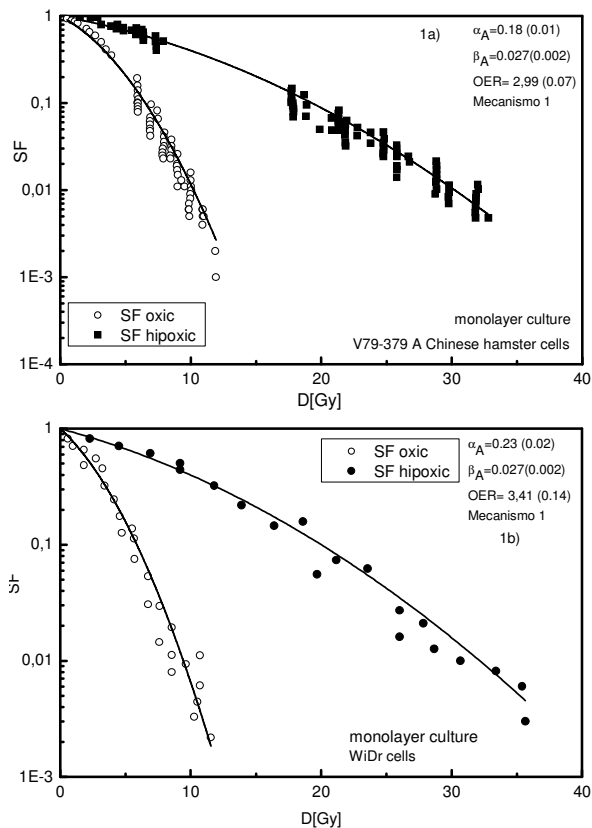 1
0,1
0,01
1E-3
1E-4
SF
1a)
αA=0.18 (0.01)
βA=0.027(0.002)
OER= 2,99 (0.07)
Mecanismo 1
SF oxic
SF hipoxic
monolayer culture
V79-379 A Chinese hamster cells
0 10 20 30 40
D[Gy]
1
0,1
0,01
1E-3
SF
SF oxic
SF hipoxic
αA=0.23 (0.02)
βA=0.027(0.002)
OER= 3,41 (0.14)
Mecanismo 1
1b)
monolayer culture
WiDr cells
0 10 20 30 40
D[Gy]